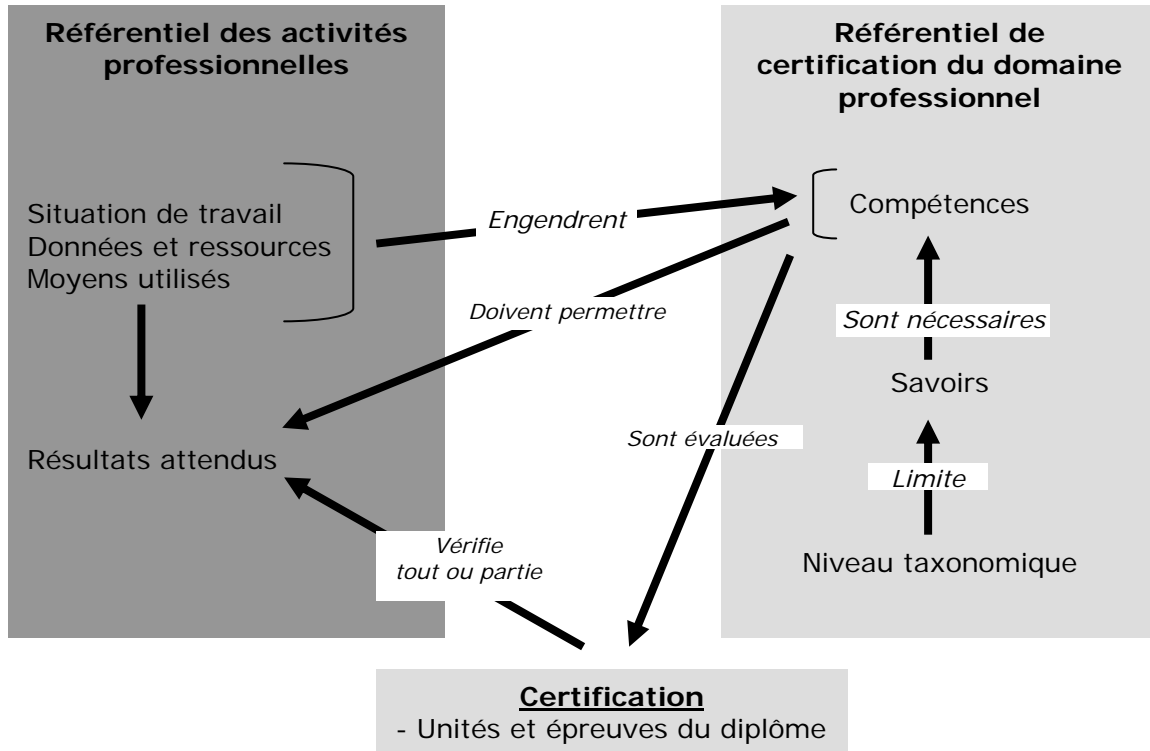 Référentiel des activités
professionnelles
Situation de travail
Données et ressources
Moyens utilisés
Résultats attendus
Engendrent
Doivent permettre
Sont évaluées
Vérifie
tout ou partie
Référentiel de
certification du domaine
professionnel
Compétences
Sont nécessaires
Savoirs
Limite
Niveau taxonomique
Certification
- Unités et épreuves du diplôme